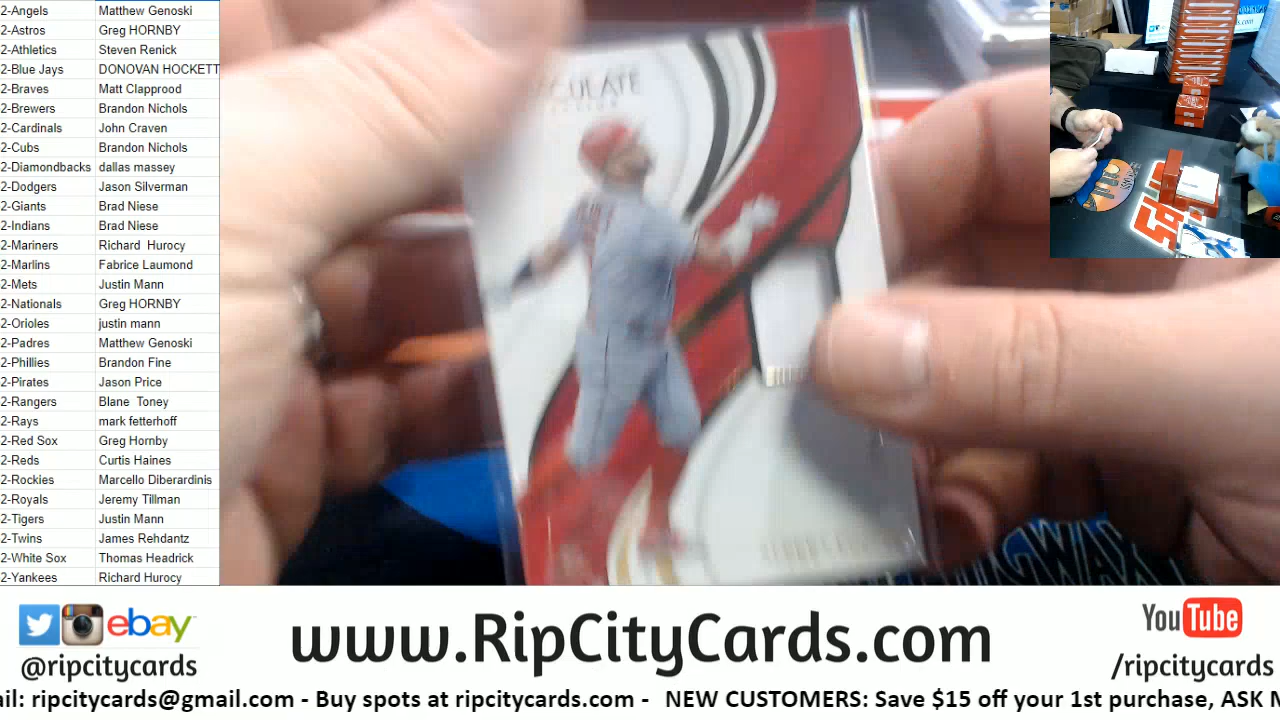 2-Angels Matthew Genoski
2-Astros Greg HORNBY
2-Athletics Steven Renick
2-Blue Jays DONOVAN HOCKETT
2-Braves Matt Clapprood
2-Brewers Brandon Nichols
2-Cardinals John Craven
2-Cubs Brandon Nichols
2-Diamondbacks dallas massey
2-Dodgers Jason Silverman
2-Giants Brad Niese
2-Indians Brad Niese
2-Mariners Richard Hurocy
2-Marlins Fabrice Laumond
2-Mets Justin Mann
2-Nationals Greg HORNBY
2-Orioles justin mann
2-Padres Matthew Genoski
2-Phillies Brandon Fine
2-Pirates Jason Price
2-Rangers Blane Toney
2-Rays mark fetterhoff
2-Red Sox Greg Hornby
2-Reds Curtis Haines
2-Rockies Marcello Diberardinis
2-Royals Jeremy Tillman
2-Tigers Justin Mann
2-Twins James Rehdantz
2-White Sox Thomas Headrick
2-Yankees Richard Hurocy
CULATE
BIGWAX
ebay
@ripcitycards
www.RipCityCards.com
YouTube
/ripcitycards
ail: ripcitycards@gmail.com - Buy spots at ripcitycards.com - NEW CUSTOMERS: Save $15 off your 1st purchase, ASK